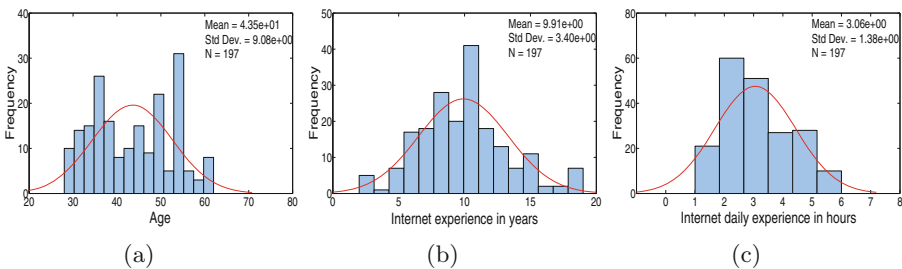 Mean = 4.35e+01
Std Dev. = 9.08e+00
N = 197
Frequency
0
10
20
30
40
20
30
40
50
60
70
80
Age
(a)
Mean = 9.91e+00
Std Dev. = 3.40e+00
N = 197
Frequency
0
10
20
30
40
50
0
5
10
15
20
Internet experience in years
(b)
Mean = 3.06e+00
Std Dev. = 1.38e+00
N = 197
Frequency
0
20
40
60
80
0
1
2
3
4
5
6
7
8
Internet daily experience in hours
(c)